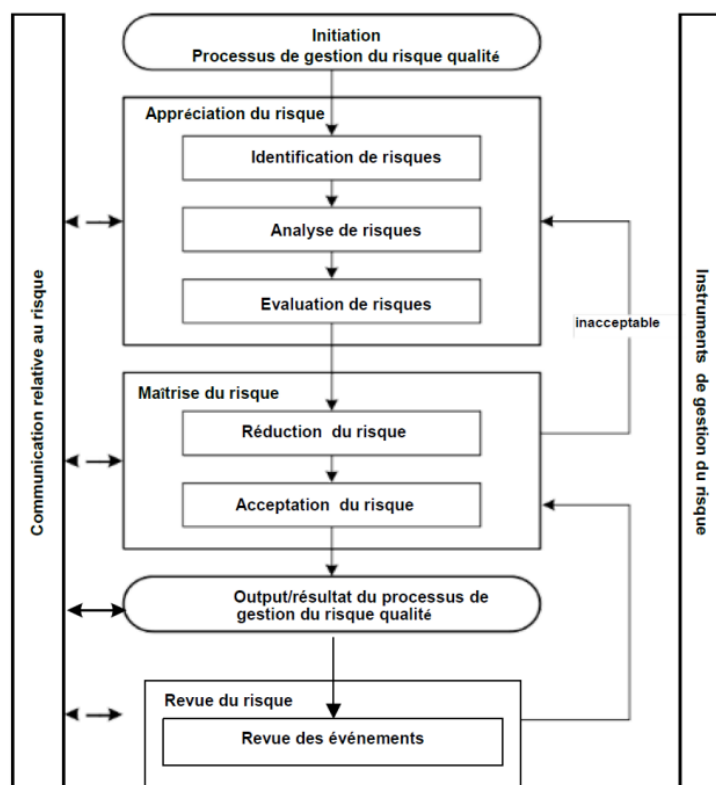 Initiation
Processus de gestion du risque qualité
Appréciation du risque
Identification de risques
Analyse de risques
Evaluation de risques
inacceptable
Maîtrise du risque
Réduction du risque
Acceptation du risque
Output/résultat du processus de
gestion du risque qualité
Revue du risque
Revue des événements
Communication relative au risque
Instruments de gestion du risque